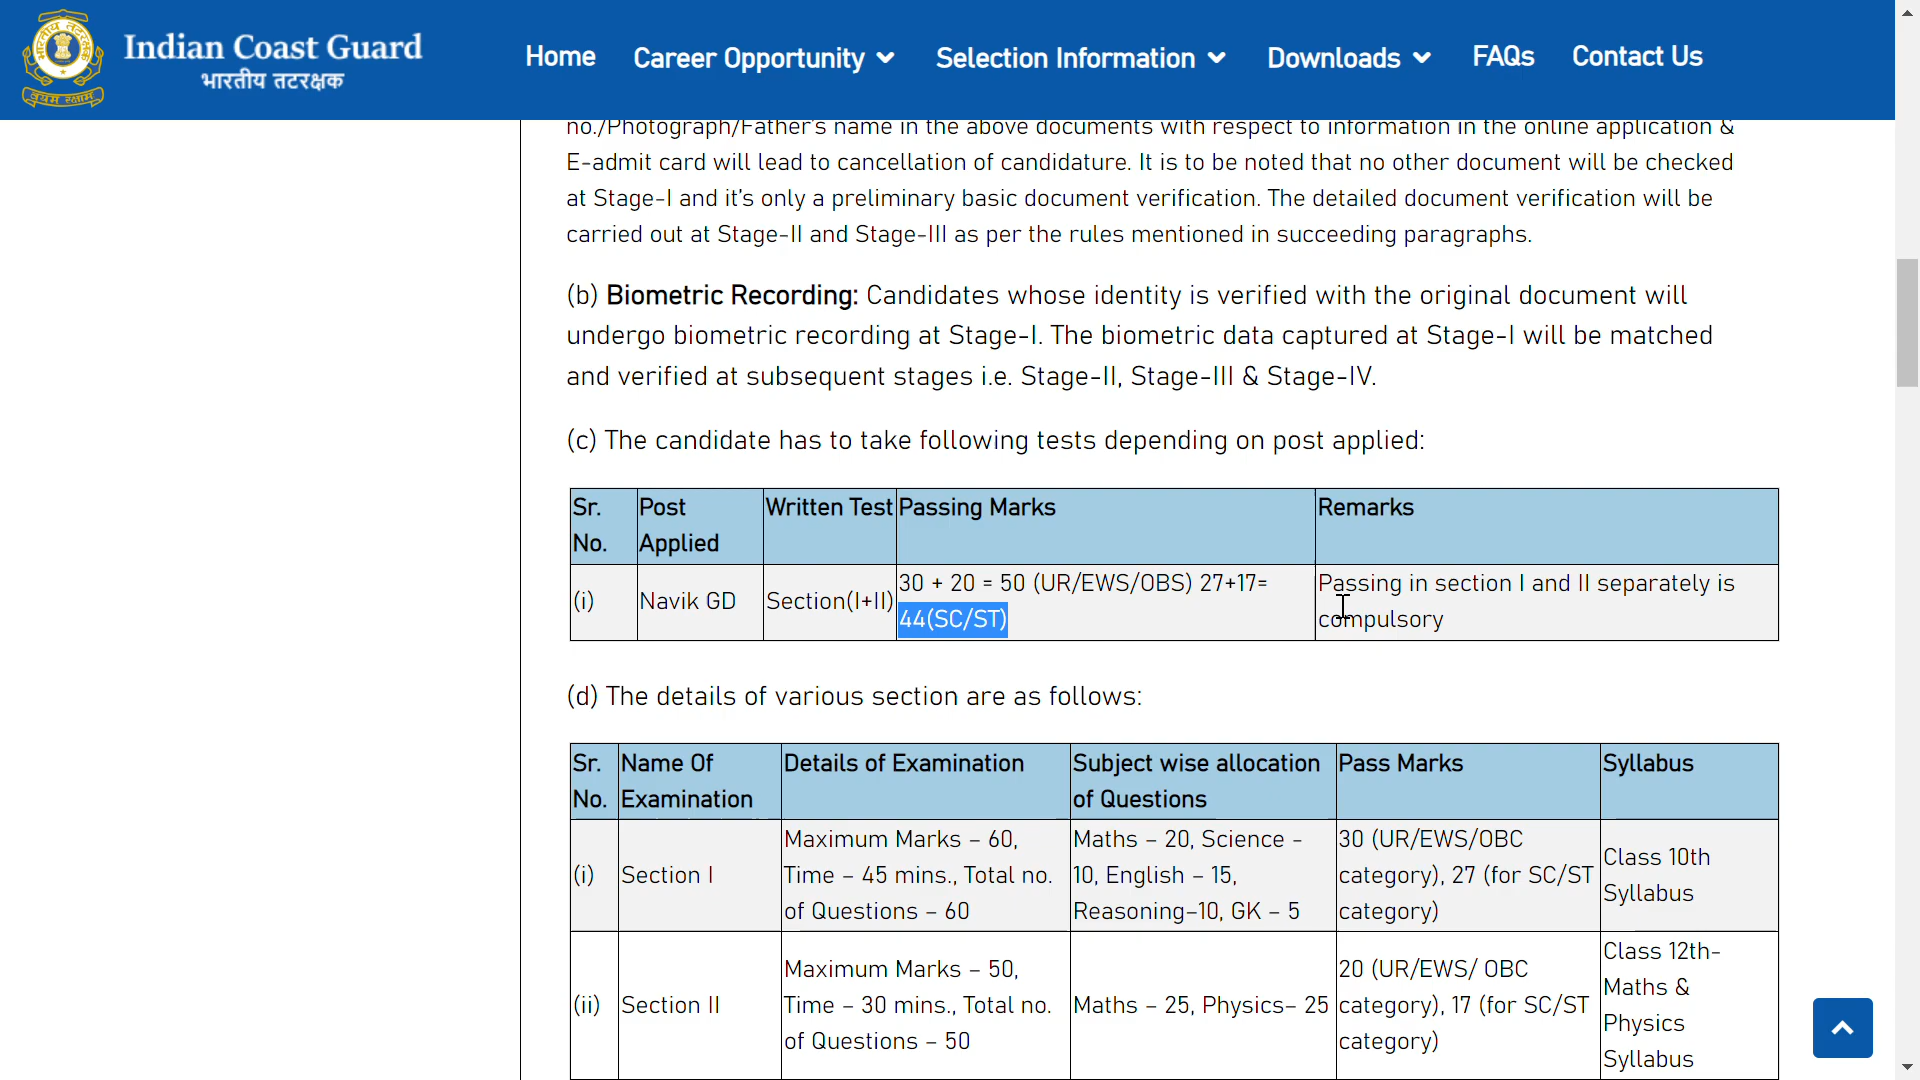 Indian Coast Guard
भारतीय तटरक्षक
वयम रक्षामः
Home
Career Opportunity
Selection Information
Downloads
FAQs
Contact Us
no./Photograph/Father's name in the above documents with respect to information in the online application &
E-admit card will lead to cancellation of candidature. It is to be noted that no other document will be checked
at Stage-I and it's only a preliminary basic document verification. The detailed document verification will be
carried out at Stage-II and Stage-III as per the rules mentioned in succeeding paragraphs.
(b) Biometric Recording: Candidates whose identity is verified with the original document will
undergo biometric recording at Stage-I. The biometric data captured at Stage-I will be matched
and verified at subsequent stages i.e. Stage-II, Stage-III & Stage-IV.
(c) The candidate has to take following tests depending on post applied:
Sr.
No.
Post
Applied
Written Test
Passing Marks
Remarks
(i)
Navik GD
Section(I+II)
30 + 20 = 50 (UR/EWS/OBS) 27+17=
44(SC/ST)
Passing in section I and II separately is
compulsory
(d) The details of various section are as follows:
Sr.
No.
Name Of
Examination
Details of Examination
Subject wise allocation
of Questions
Pass Marks
Syllabus
(i)
Section I
Maximum Marks – 60,
Time – 45 mins., Total no.
of Questions – 60
Maths – 20, Science –
10, English – 15,
Reasoning–10, GK – 5
30 (UR/EWS/OBC
category), 27 (for SC/ST
category)
Class 10th
Syllabus
(ii)
Section II
Maximum Marks – 50,
Time – 30 mins., Total no.
of Questions – 50
Maths – 25, Physics– 25
20 (UR/EWS/ OBC
category), 17 (for SC/ST
category)
Class 12th-
Maths &
Physics
Syllabus